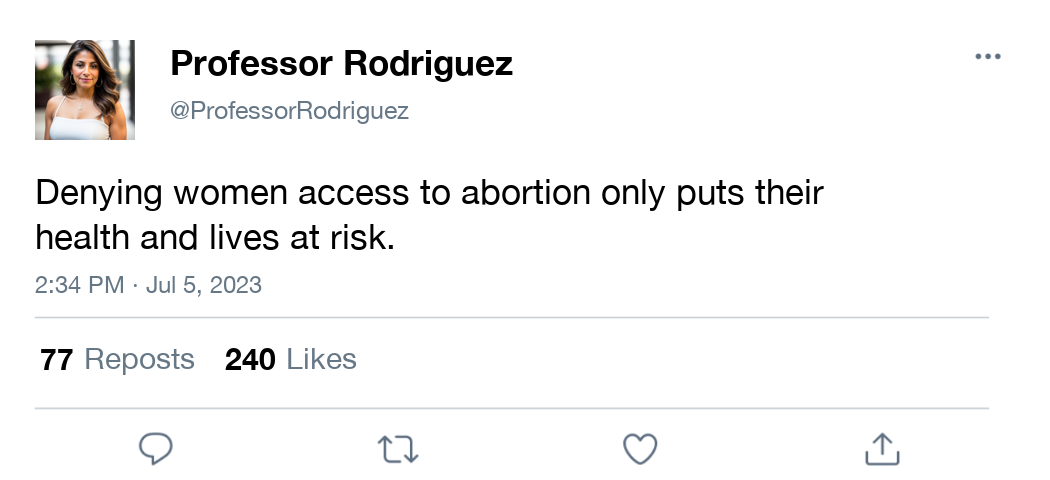 Professor Rodriguez
@ProfessorRodriguez
Denying women access to abortion only puts their
health and lives at risk.
2:34 PM · Jul 5, 2023
77 Reposts 240 Likes